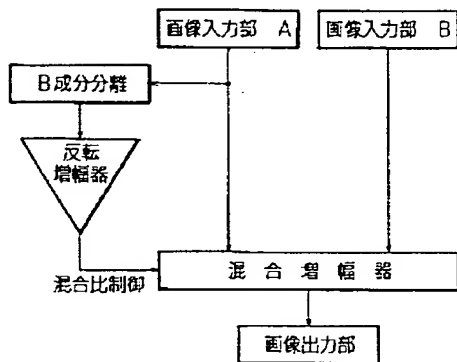 画像入力部 A
画像入力部 B
B成分分離
反転
増幅器
混合比制御
混合増幅器
画像出力部